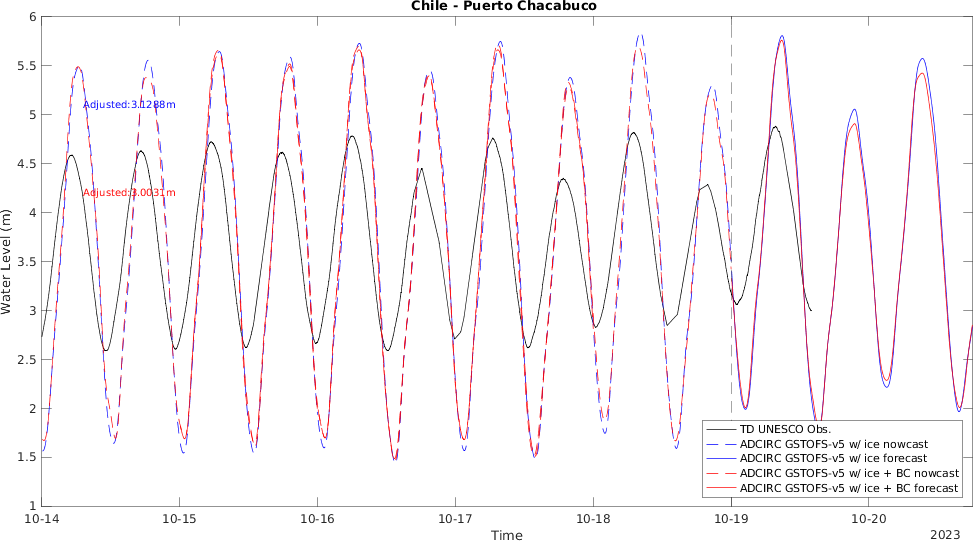 Chile - Puerto Chacabuco
6
5.5
5
4.5
4
3.5
3
2.5
2
1.5
1
Water Level (m)
Adjusted:3.1288m
Adjusted:3.0031m
TD UNESCO Obs.
ADCIRC GSTOFS-v5 w/ ice nowcast
ADCIRC GSTOFS-v5 w/ ice forecast
ADCIRC GSTOFS-v5 w/ ice + BC nowcast
ADCIRC GSTOFS-v5 w/ ice + BC forecast
10-14 10-15 10-16 10-17 10-18 10-19 10-20
Time
2023